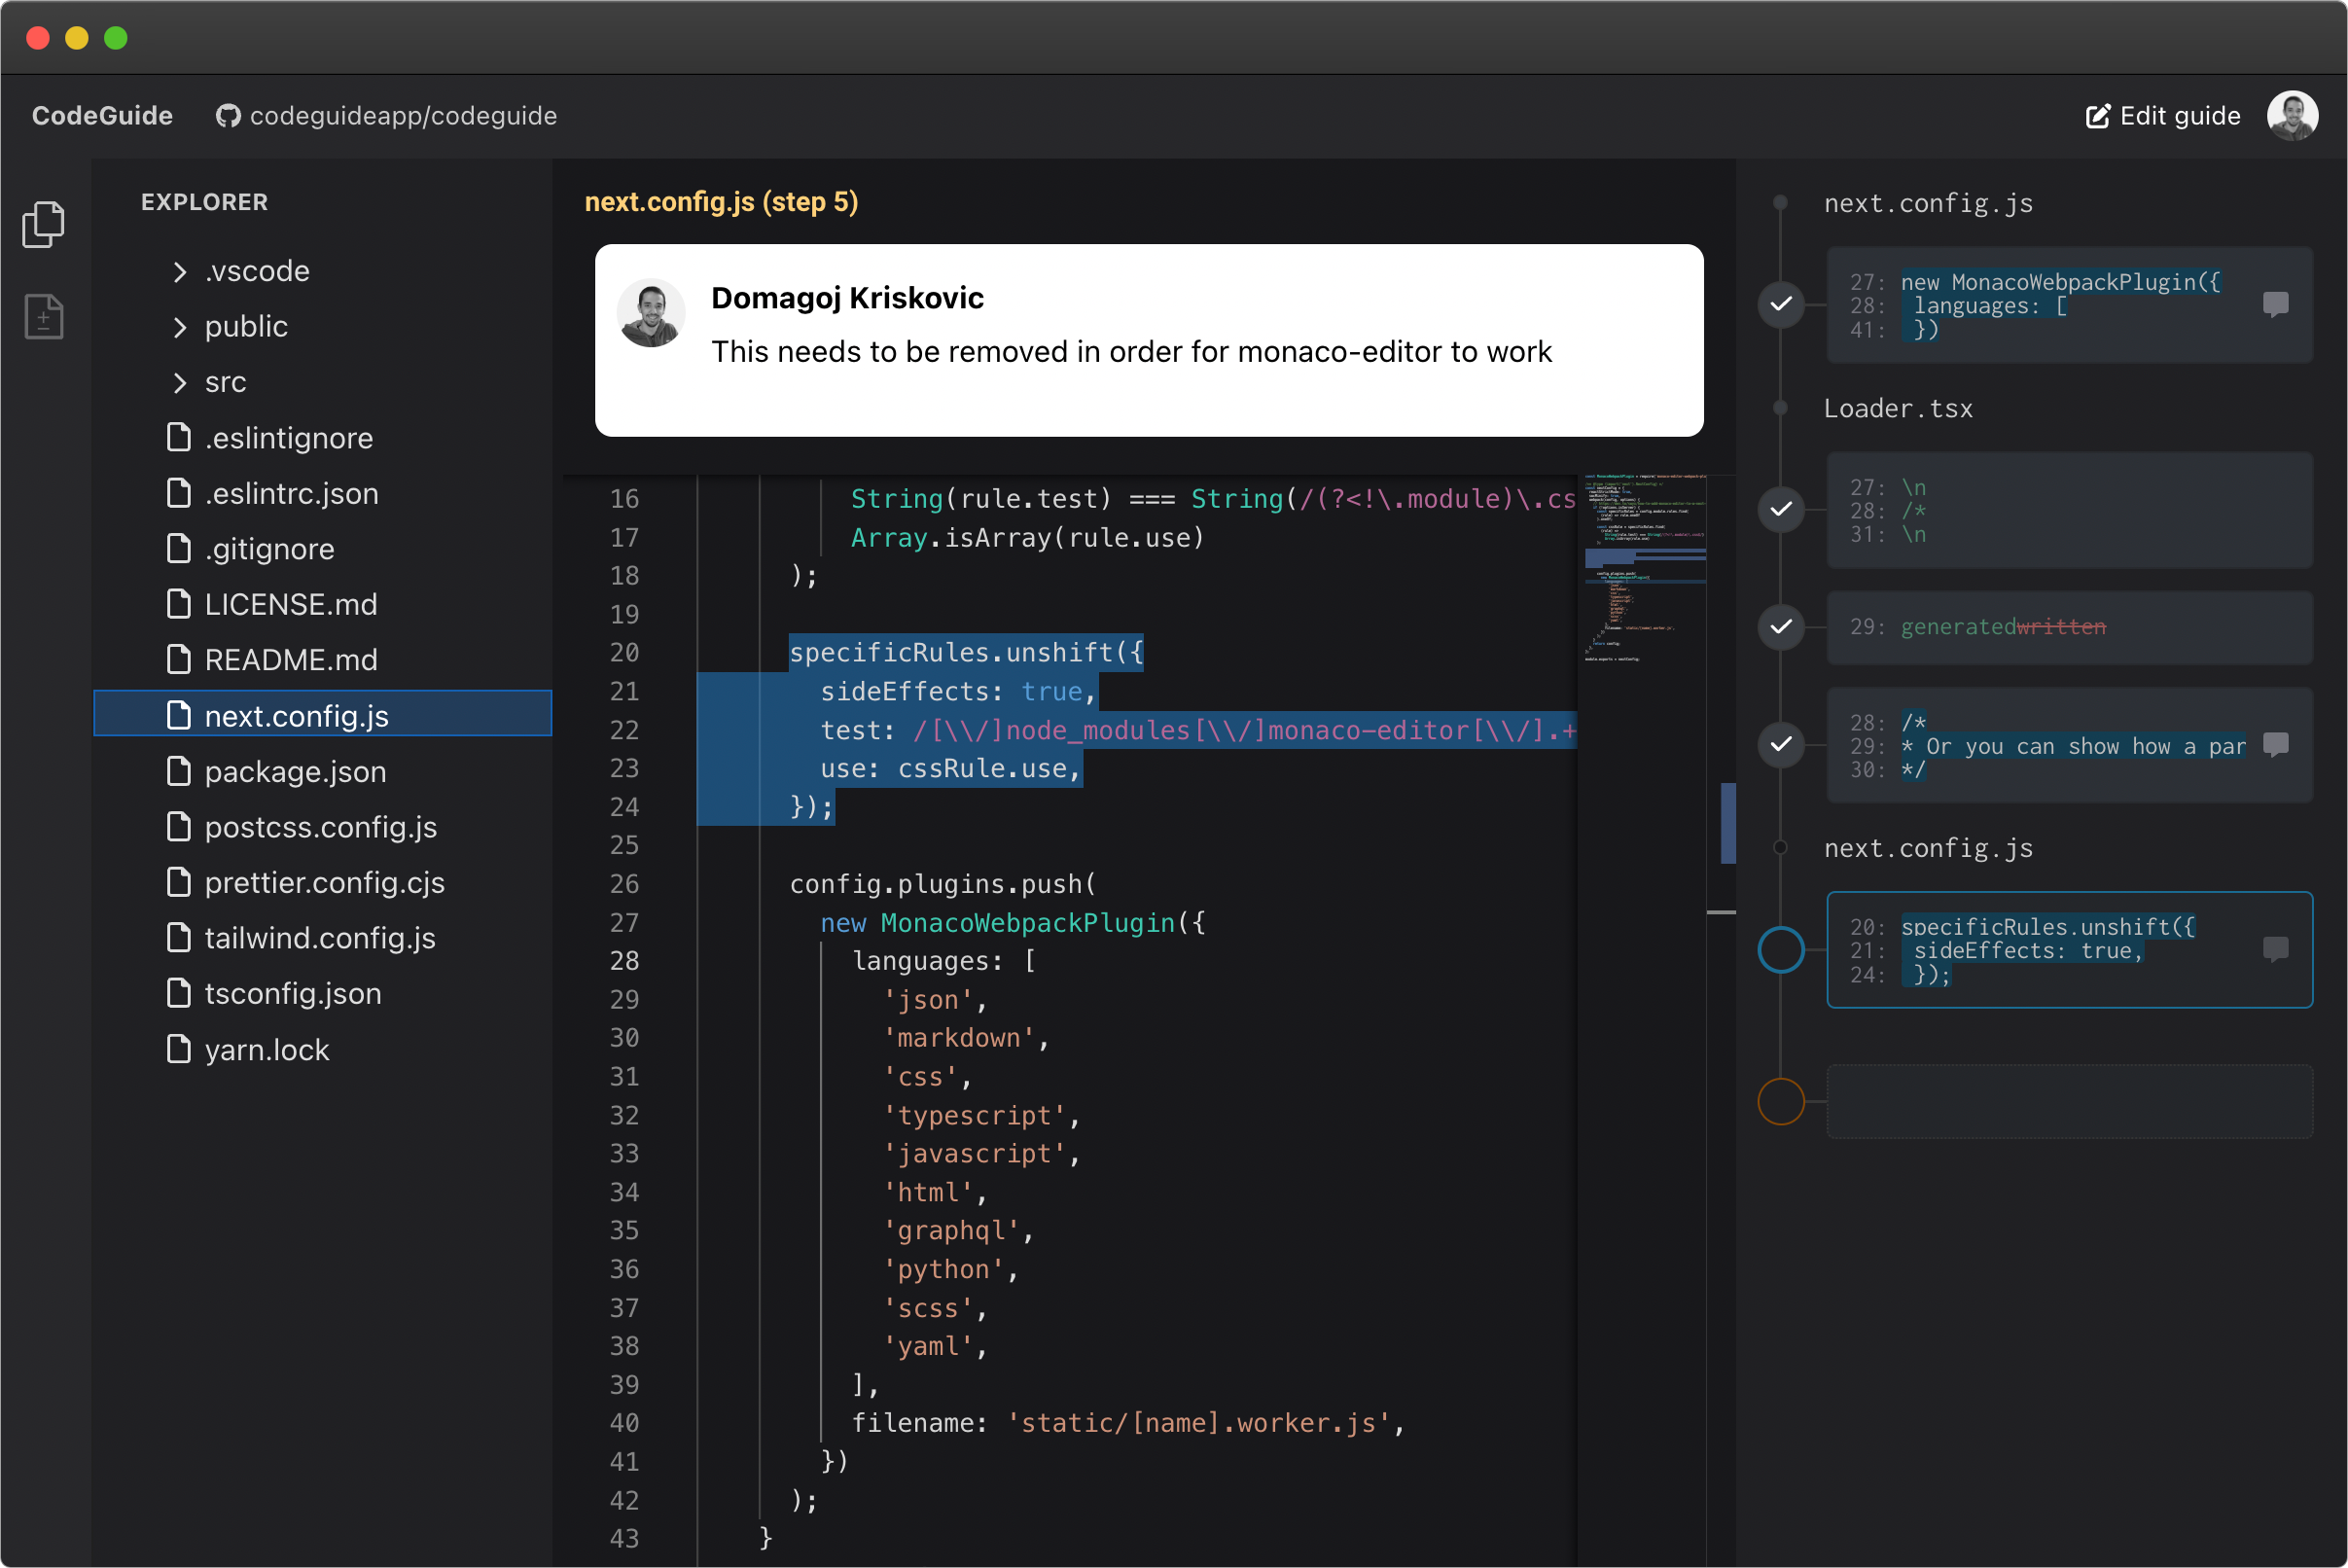 CodeGuide
codeguideapp/codeguide
Edit guide
EXPLORER
.vscode
public
src
.eslintignore
.eslintrc.json
.gitignore
LICENSE.md
README.md
next.config.js
package.json
postcss.config.js
prettier.config.cjs
tailwind.config.js
tsconfig.json
yarn.lock
next.config.js (step 5)
Domagoj Kriskovic
This needs to be removed in order for monaco-editor to work
16 String(rule.test) === String(/(?<!\.module)\.cs
17 Array.isArray(rule.use)
18 );
19
20 specificRules.unshift({
21 sideEffects: true,
22 test: /[\\/]node_modules[\\/]monaco-editor[\\/].+
23 use: cssRule.use,
24 });
25
26 config.plugins.push(
27 new MonacoWebpackPlugin({
28 languages: [
29 'json',
30 'markdown',
31 'css',
32 'typescript',
33 'javascript',
34 'html',
35 'graphql',
36 'python',
37 'scss',
38 'yaml',
39 ],
40 filename: 'static/[name].worker.js',
41 })
42 );
43 }
next.config.js
27: new MonacoWebpackPlugin({
28: languages: [
41: })
Loader.tsx
27: \n
28: /*
31: \n
29: generatedwritten
28: /*
29: * Or you can show how a par
30: */
next.config.js
20: specificRules.unshift({
21: sideEffects: true,
24: });